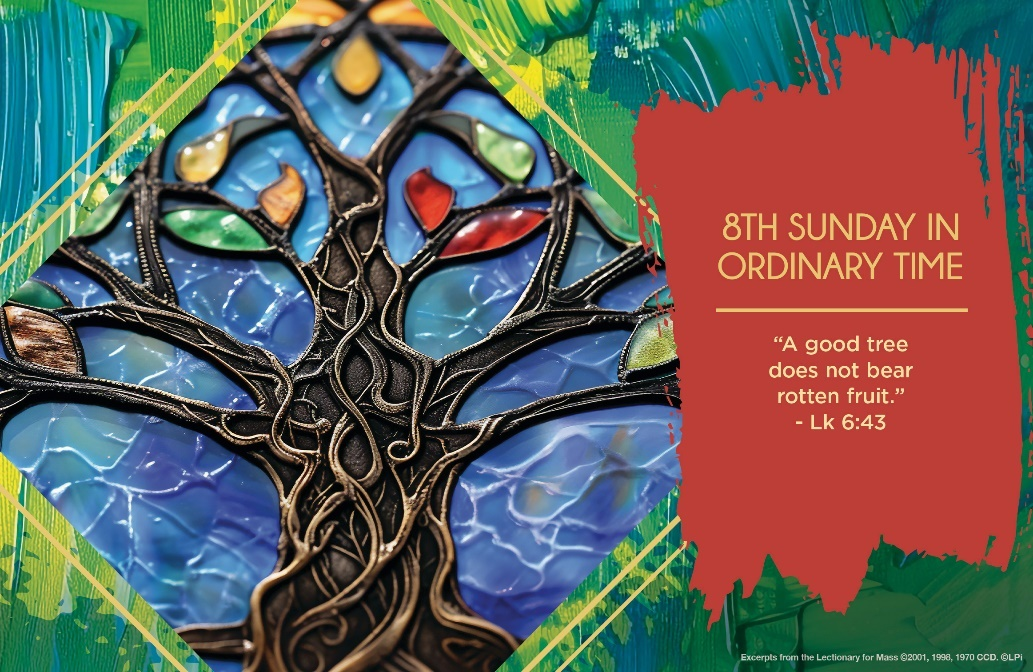 8TH SUNDAY IN
ORDINARY TIME
“A good tree
does not bear
rotten fruit.”
- Lk 6:43
Excerpts from the Lectionary for Mass ©2001, 1998, 1970 CCD. ©LPi